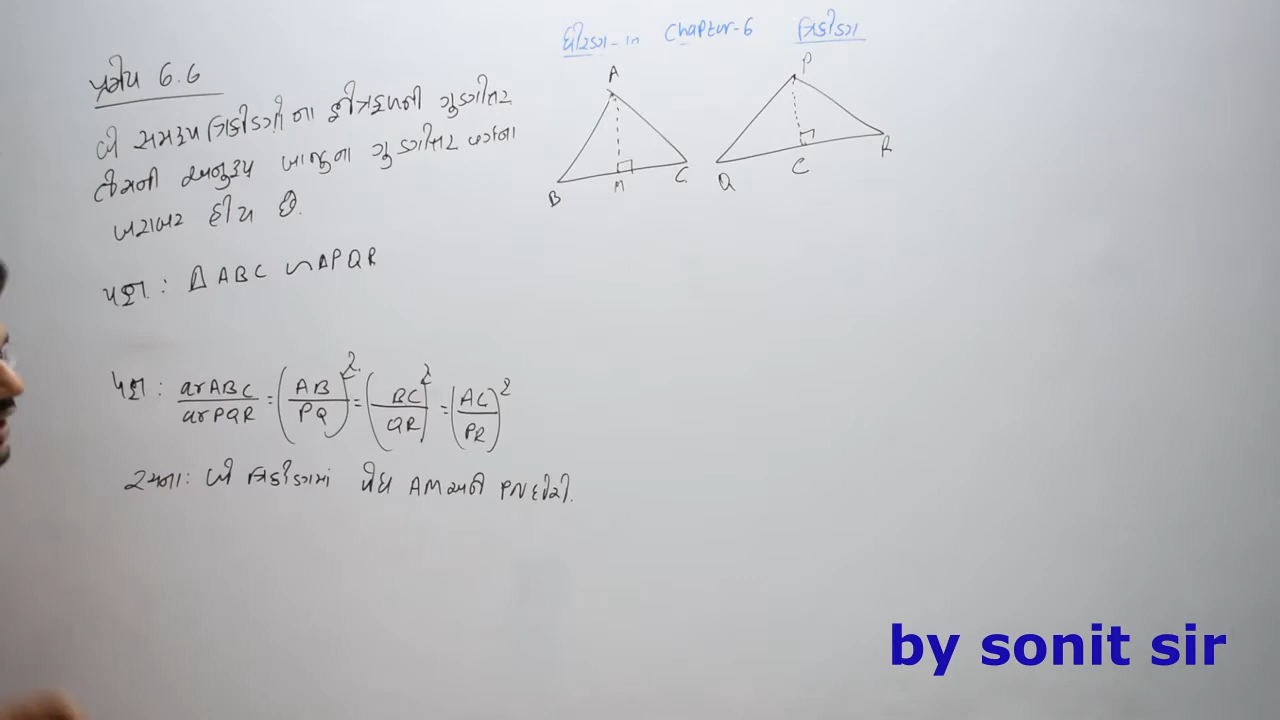 ધોરણ-10 Chapter-6 ત્રિકોણ
પ્રમેય 6.6
બે સમરૂપ ત્રિકોણો ના ક્ષેત્રફળની ગુણોત્તર
તેમની અનુરૂપ બાજુના ગુણોત્તર વર્ગના
બરાબર હોય છે.
પક્ષ : Δ ABC ∽ ΔPQR
arABC / arPQR = (AB / PQ)² = (BC / QR)² = (AC / PR)²
રચના: બે ત્રિકોણમાં વેધ AM અને PN દોરો.
A
B
M
C
P
Q
C
R
by sonit sir